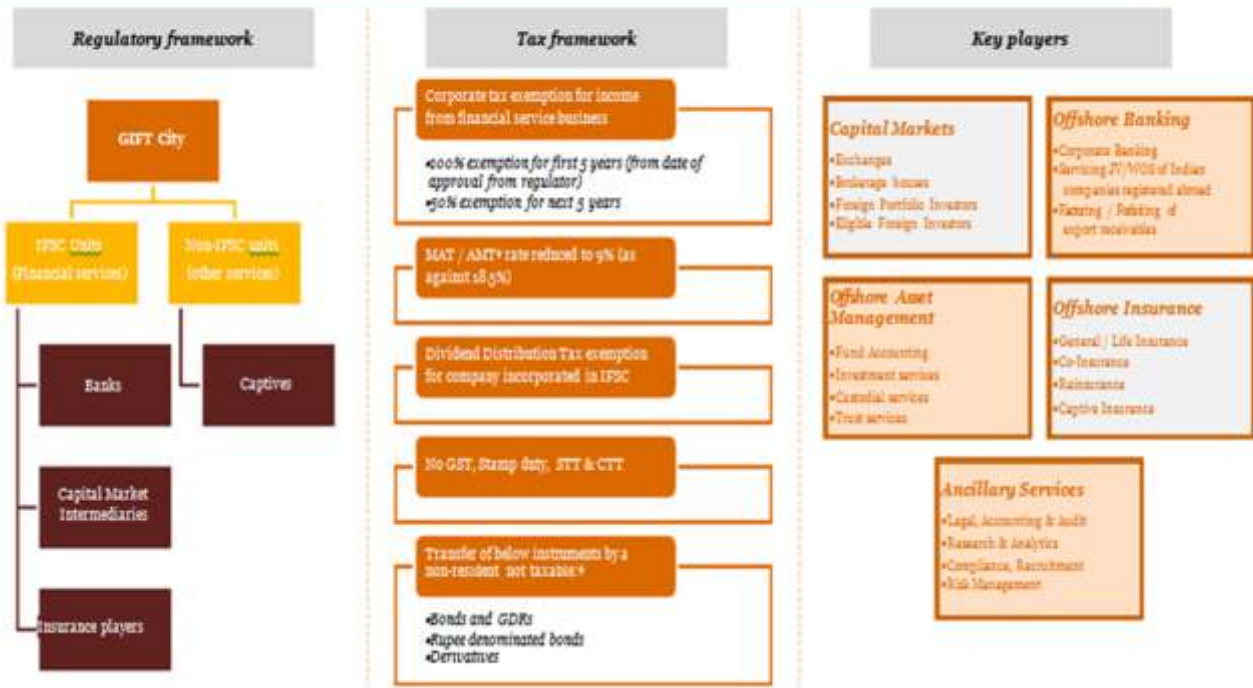 Regulatory framework
GIFT City
IFSC Units
(Financial services)
Non-IFSC units
(other services)
Banks
Captives
Capital Market
Intermediaries
Insurance players
Tax framework
Corporate tax exemption for income
from financial service business
•100% exemption for first 5 years (from date of
approval from regulator)
•50% exemption for next 5 years
MAT / AMT+ rate reduced to 9% (as
against 18.5%)
Dividend Distribution Tax exemption
for company incorporated in IFSC
No GST, Stamp duty, STT & CTT
Transfer of below instruments by a
non-resident not taxable:+
•Bonds and GDRs
•Rupee denominated bonds
•Derivatives
Key players
Capital Markets
•Exchanges
•Brokerage houses
•Foreign Portfolio Investors
•Eligible Foreign Investors
Offshore Banking
•Corporate Banking
•Servicing JV/WOS of Indian
companies registered abroad
•Factoring / of
export receivables
Offshore Asset
Management
•Fund Accounting
•Investment services
•Custodial services
•Trust services
Offshore Insurance
•General / Life Insurance
•Co-Insurance
•Reinsurance
•Captive Insurance
Ancillary Services
•Legal, Accounting & Audit
•Research & Analytics
•Compliance, Recruitment
•Risk Management